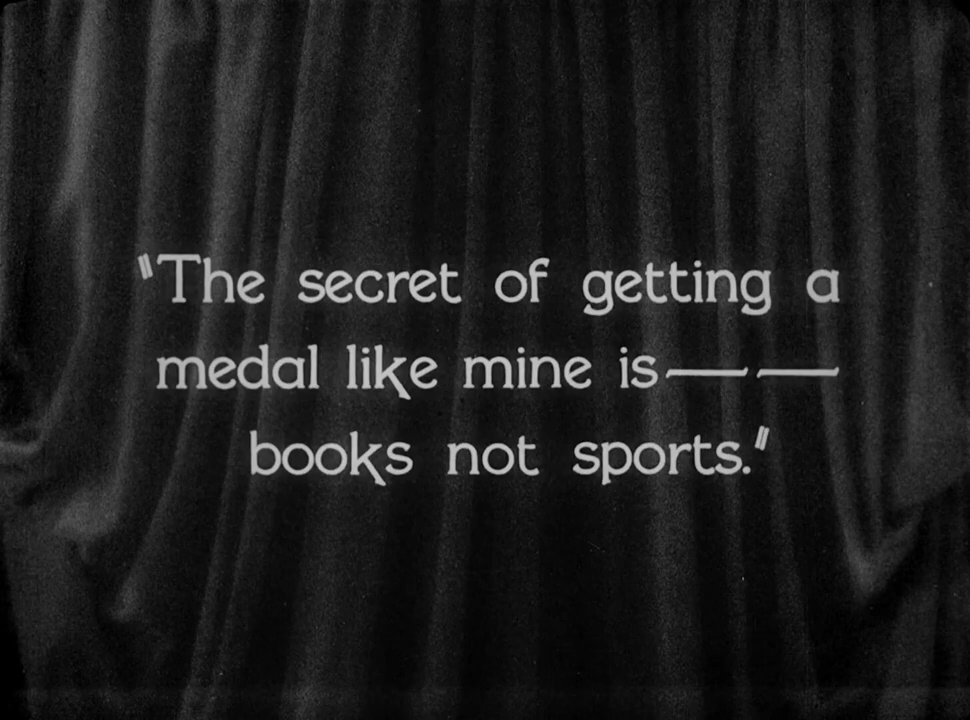 "The secret of getting a
medal like mine is — —
books not sports."